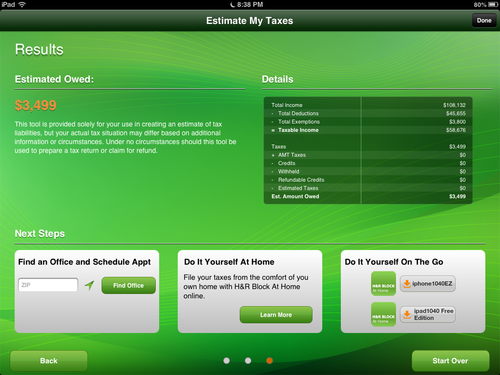 iPad 8:38 PM 80%
Estimate My Taxes
Done
Results
Estimated Owed:
$3,499
This tool is provided solely for your use in creating an estimate of tax
liabilities, but your actual tax situation may differ based on additional
information or circumstances. Under no circumstances should this tool be
used to prepare a tax return or claim for refund.
Details
Total Income $108,132
- Total Deductions $45,655
- Total Exemptions $3,800
= Taxable Income $58,676
Taxes $3,499
+ AMT Taxes $0
- Credits $0
- Withheld $0
- Refundable Credits $0
- Estimated Taxes $0
Est. Amount Owed $3,499
Next Steps
Find an Office and Schedule Appt
ZIP
Find Office
Do It Yourself At Home
File your taxes from the comfort of you
own home with H&R Block At Home
online.
Learn More
Do It Yourself On The Go
H&R BLOCK
At Home
iphone1040EZ
H&R BLOCK
At Home
ipad1040 Free
Edition
Back
Start Over